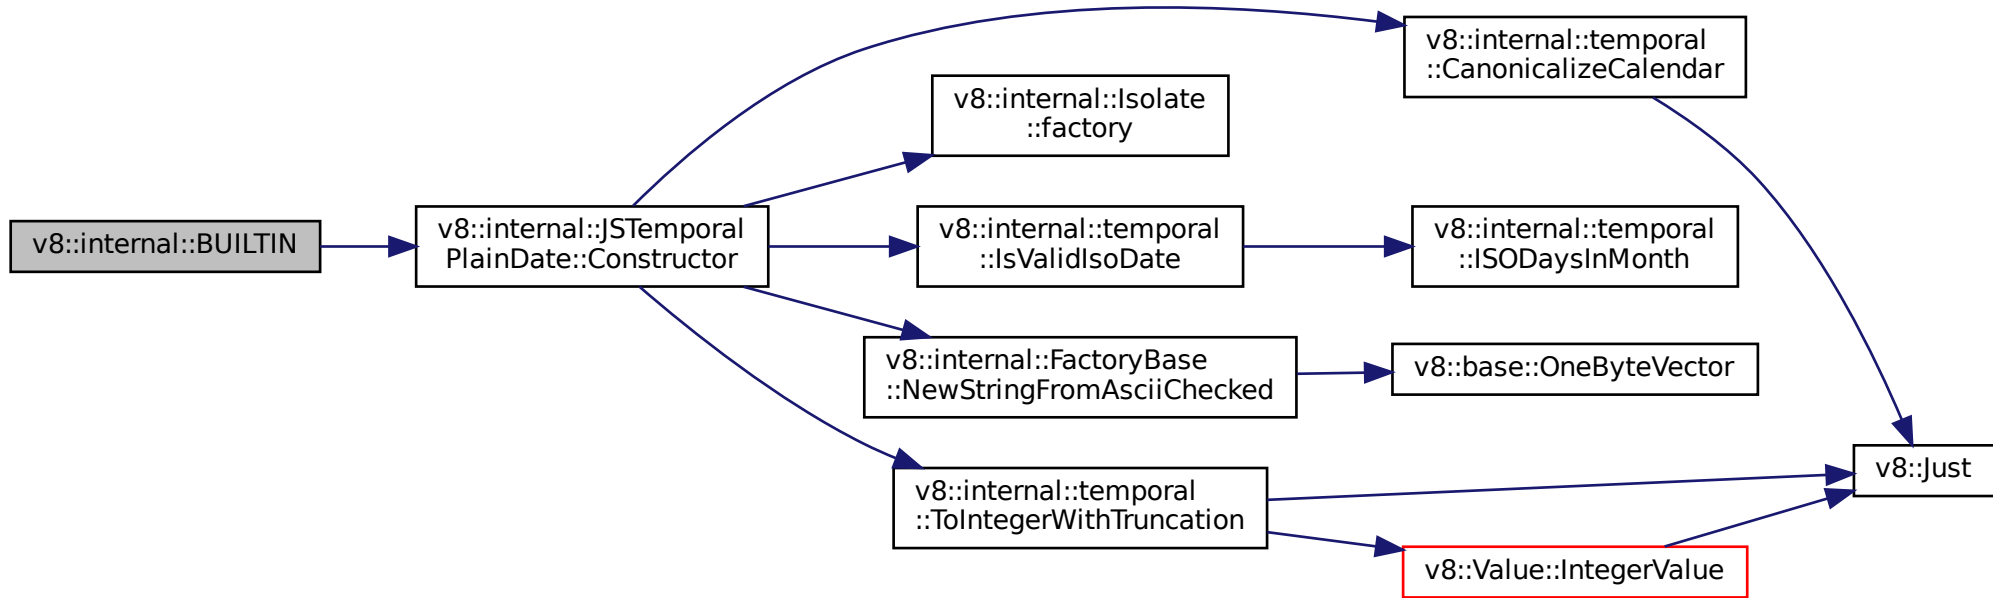 v8::internal::BUILTIN
v8::internal::JSTemporal
PlainDate::Constructor
v8::internal::temporal
::CanonicalizeCalendar
v8::internal::Isolate
::factory
v8::internal::temporal
::IsValidIsoDate
v8::internal::temporal
::ISODaysInMonth
v8::internal::FactoryBase
::NewStringFromAsciiChecked
v8::base::OneByteVector
v8::internal::temporal
::ToIntegerWithTruncation
v8::Just
v8::Value::IntegerValue